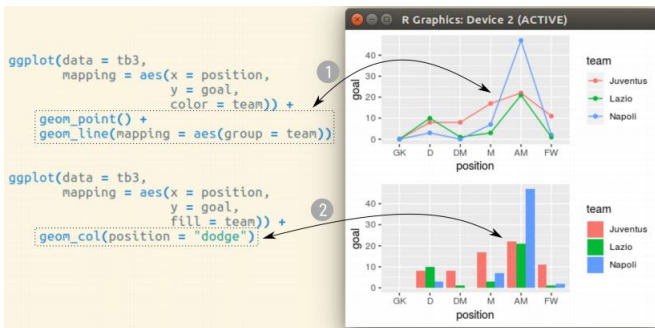 ggplot(data = tb3,
mapping = aes(x = position,
y = goal,
color = team)) +
geom_point() +
geom_line(mapping = aes(group = team))
ggplot(data = tb3,
mapping = aes(x = position,
y = goal,
fill = team)) +
geom_col(position = "dodge")
1
2
R Graphics: Device 2 (ACTIVE)
goal
40
30
20
10
0
GK D DM M AM FW
position
team
Juventus
Lazio
Napoli
goal
40
30
20
10
0
GK D DM M AM FW
position
team
Juventus
Lazio
Napoli